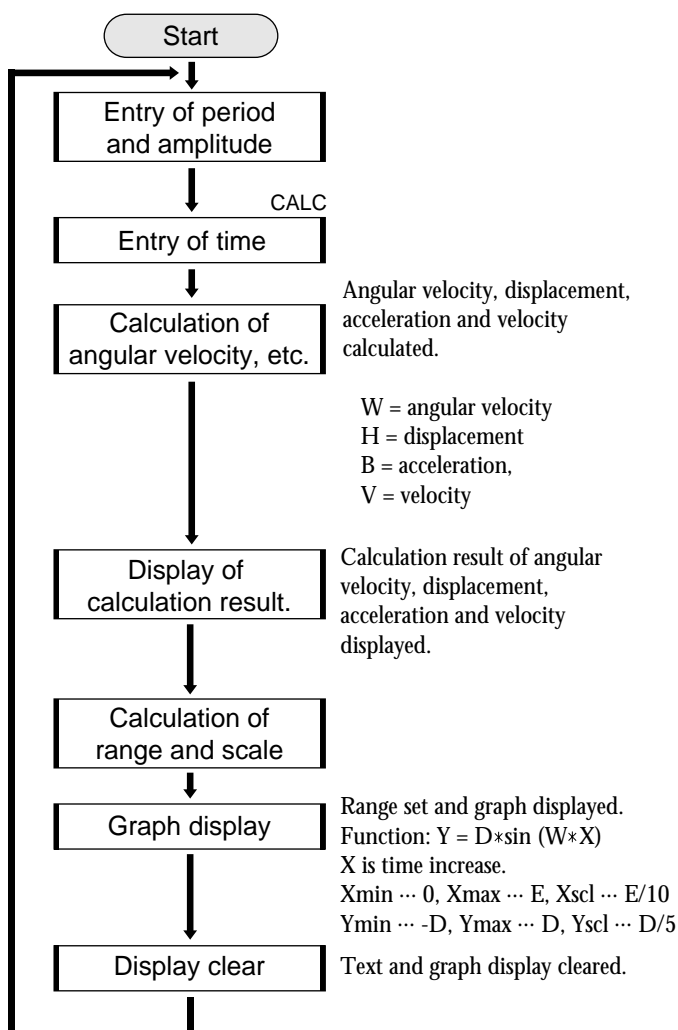 Start
Entry of period
and amplitude
CALC
Entry of time
Calculation of
angular velocity, etc.
Angular velocity, displacement,
acceleration and velocity
calculated.
W = angular velocity
H = displacement
B = acceleration,
V = velocity
Display of
calculation result.
Calculation result of angular
velocity, displacement,
acceleration and velocity
displayed.
Calculation of
range and scale
Graph display
Range set and graph displayed.
Function: Y = D*sin (W*X)
X is time increase.
Xmin ··· 0, Xmax ··· E, Xscl ··· E/10
Ymin ··· -D, Ymax ··· D, Yscl ··· D/5
Display clear
Text and graph display cleared.